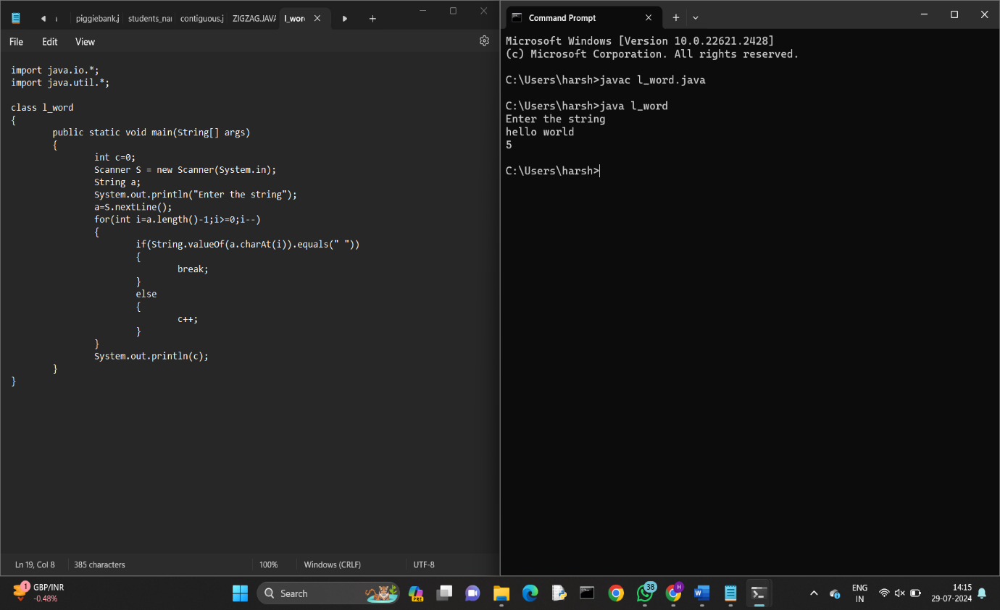 piggiebank.j students_nai contiguous.j ZIGZAG.JAVA l_wor
File Edit View
import java.io.*;
import java.util.*;
class l_word
{
public static void main(String[] args)
{
int c=0;
Scanner S = new Scanner(System.in);
String a;
System.out.println("Enter the string");
a=S.nextLine();
for(int i=a.length()-1;i>=0;i--)
{
if(String.valueOf(a.charAt(i)).equals(" "))
{
break;
}
else
{
c++;
}
}
System.out.println(c);
}
}
Ln 19, Col 8 385 characters 100% Windows (CRLF) UTF-8
Command Prompt
Microsoft Windows [Version 10.0.22621.2428]
(c) Microsoft Corporation. All rights reserved.
C:\Users\harsh>javac l_word.java
C:\Users\harsh>java l_word
Enter the string
hello world
5
C:\Users\harsh>
1 GBP/INR
-0.48%
Search
PRE
38
H
W
ENG
IN
14:15
29-07-2024